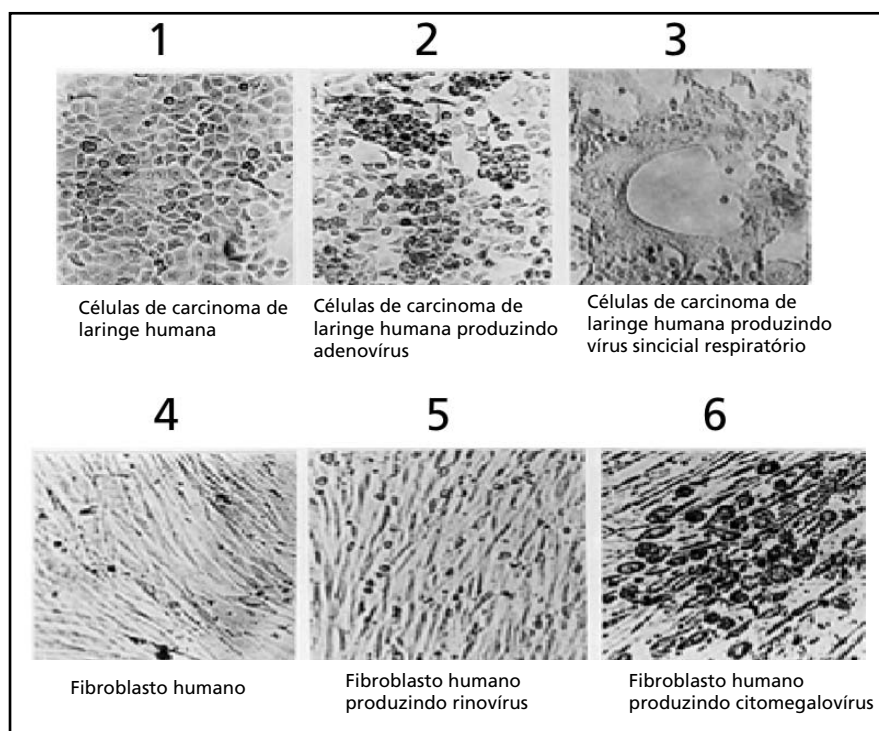 1
2
3
Células de carcinoma de
laringe humana
Células de carcinoma de
laringe humana produzindo
adenovírus
Células de carcinoma de
laringe humana produzindo
vírus sincicial respiratório
4
5
6
Fibroblasto humano
Fibroblasto humano
produzindo rinovírus
Fibroblasto humano
produzindo citomegalovírus